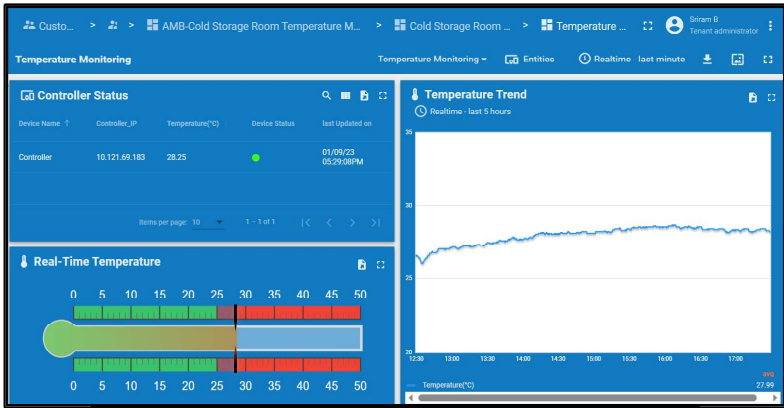 Custo... > > AMB-Cold Storage Room Temperature M... > Cold Storage Room ... > Temperature ... Sriram B
Tenant administrator
Temperature Monitoring Temperature Monitoring Entities Realtime last minute
Controller Status
Device Name ↑ Controller_IP Temperature(°C) Device Status last Updated on
Controller 10.121.69.183 28.25 01/09/23
05:29:08PM
Items per page: 10 1 – 1 of 1 |< < > >|
Real-Time Temperature
0 5 10 15 20 25 30 35 40 45 50
0 5 10 15 20 25 30 35 40 45 50
Temperature Trend
Realtime - last 5 hours
35
30
25
20
12:30 13:00 13:30 14:00 14:30 15:00 15:30 16:00 16:30 17:00
avg
Temperature(°C) 27.99